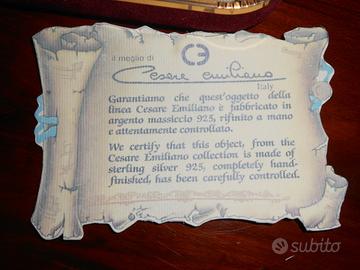 il meglio di
CE
Cesare Emiliano
Italy
Garantiamo che quest'oggetto della
linea Cesare Emiliano è fabbricato in
argento massiccio 925, rifinito a mano
e attentamente controllato.
We certify that this object, from the
Cesare Emiliano collection is made of
sterling silver 925, completely hand-
finished, has been carefully controlled.
subito